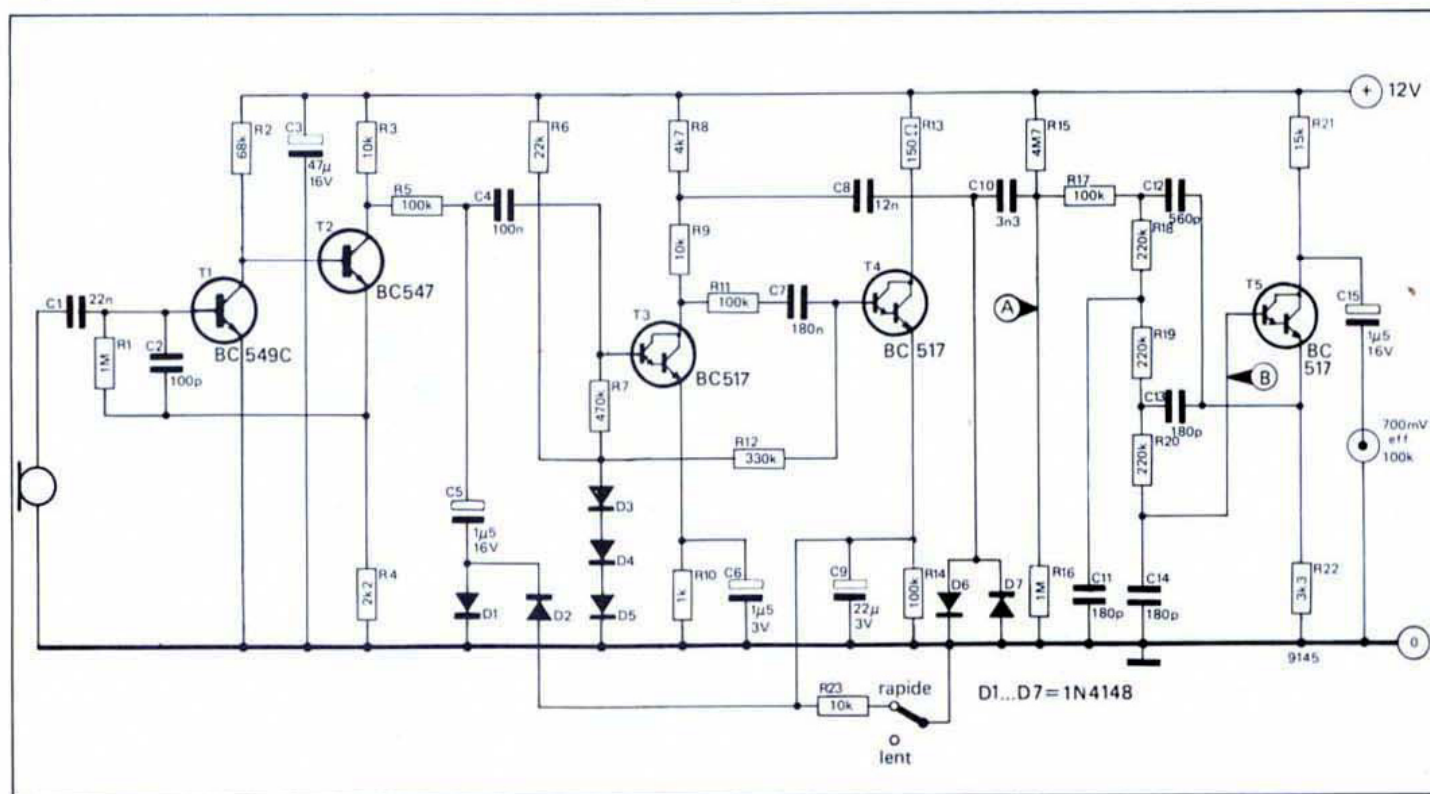 + 12V
R2
68k
C3
47µ
16V
R3
10k
R6
22k
R8
4k7
R13
150Ω
R15
4M7
R21
15k
R5
100k
C4
100n
C8
12n
C10
3n3
R17
100k
C12
560p
R18
220k
T2
BC547
R9
10k
T1
BC549C
C1
22n
R1
1M
C2
100p
R11
100k
C7
180n
T4
BC517
A
T3
BC517
R7
470k
R19
220k
T5
BC
517
C15
1µ5
16V
B
C13
180p
R20
220k
700mV
eff
100k
R12
330k
D3
C5
1µ5
16V
D4
R4
2k2
D1
D2
D5
R10
1k
C6
1µ5
3V
C9
22µ
3V
R14
100k
D6
D7
R16
1M
C11
180p
C14
180p
R22
3k3
0
9145
R23
10k
rapide
lent
D1...D7=1N4148